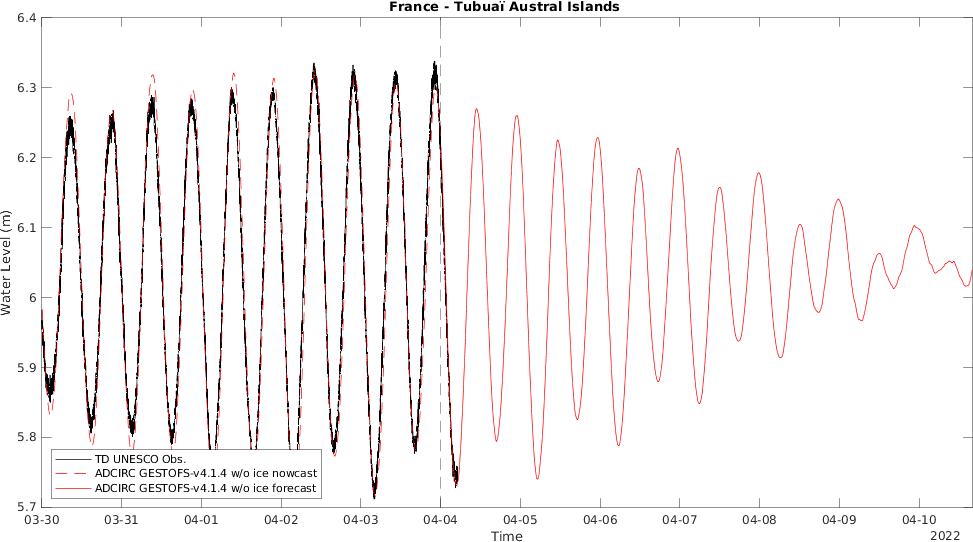 France - Tubuaï Austral Islands
6.4
6.3
6.2
6.1
6
5.9
5.8
5.7
Water Level (m)
TD UNESCO Obs.
ADCIRC GESTOFS-v4.1.4 w/o ice nowcast
ADCIRC GESTOFS-v4.1.4 w/o ice forecast
03-30 03-31 04-01 04-02 04-03 04-04 04-05 04-06 04-07 04-08 04-09 04-10
Time
2022